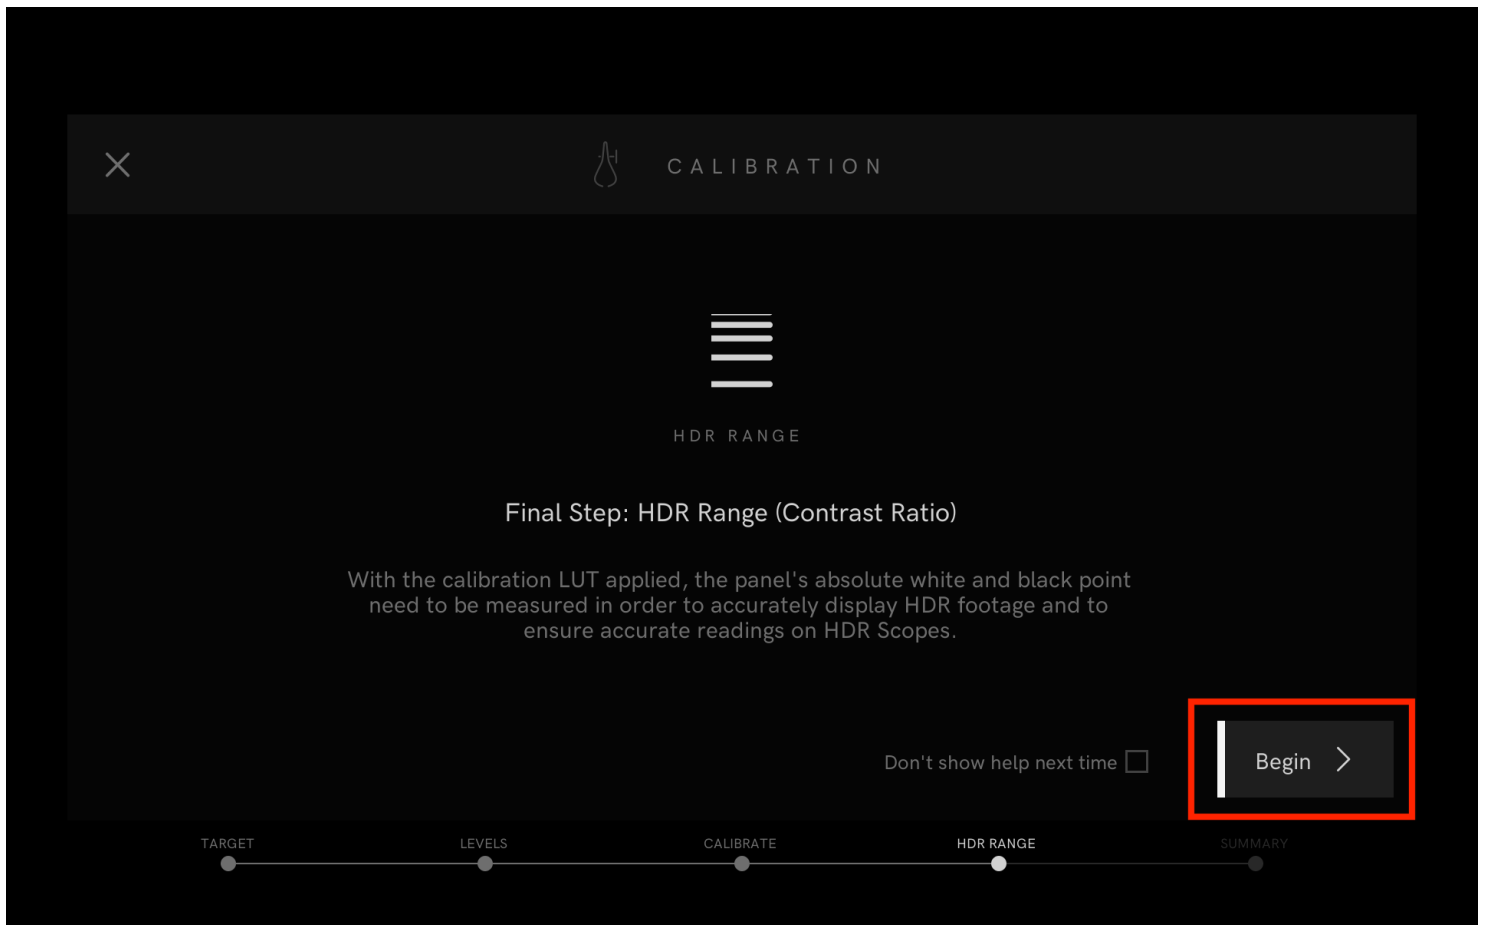 CALIBRATION
HDR RANGE
Final Step: HDR Range (Contrast Ratio)
With the calibration LUT applied, the panel's absolute white and black point
need to be measured in order to accurately display HDR footage and to
ensure accurate readings on HDR Scopes.
Don't show help next time
Begin
TARGET
LEVELS
CALIBRATE
HDR RANGE
SUMMARY